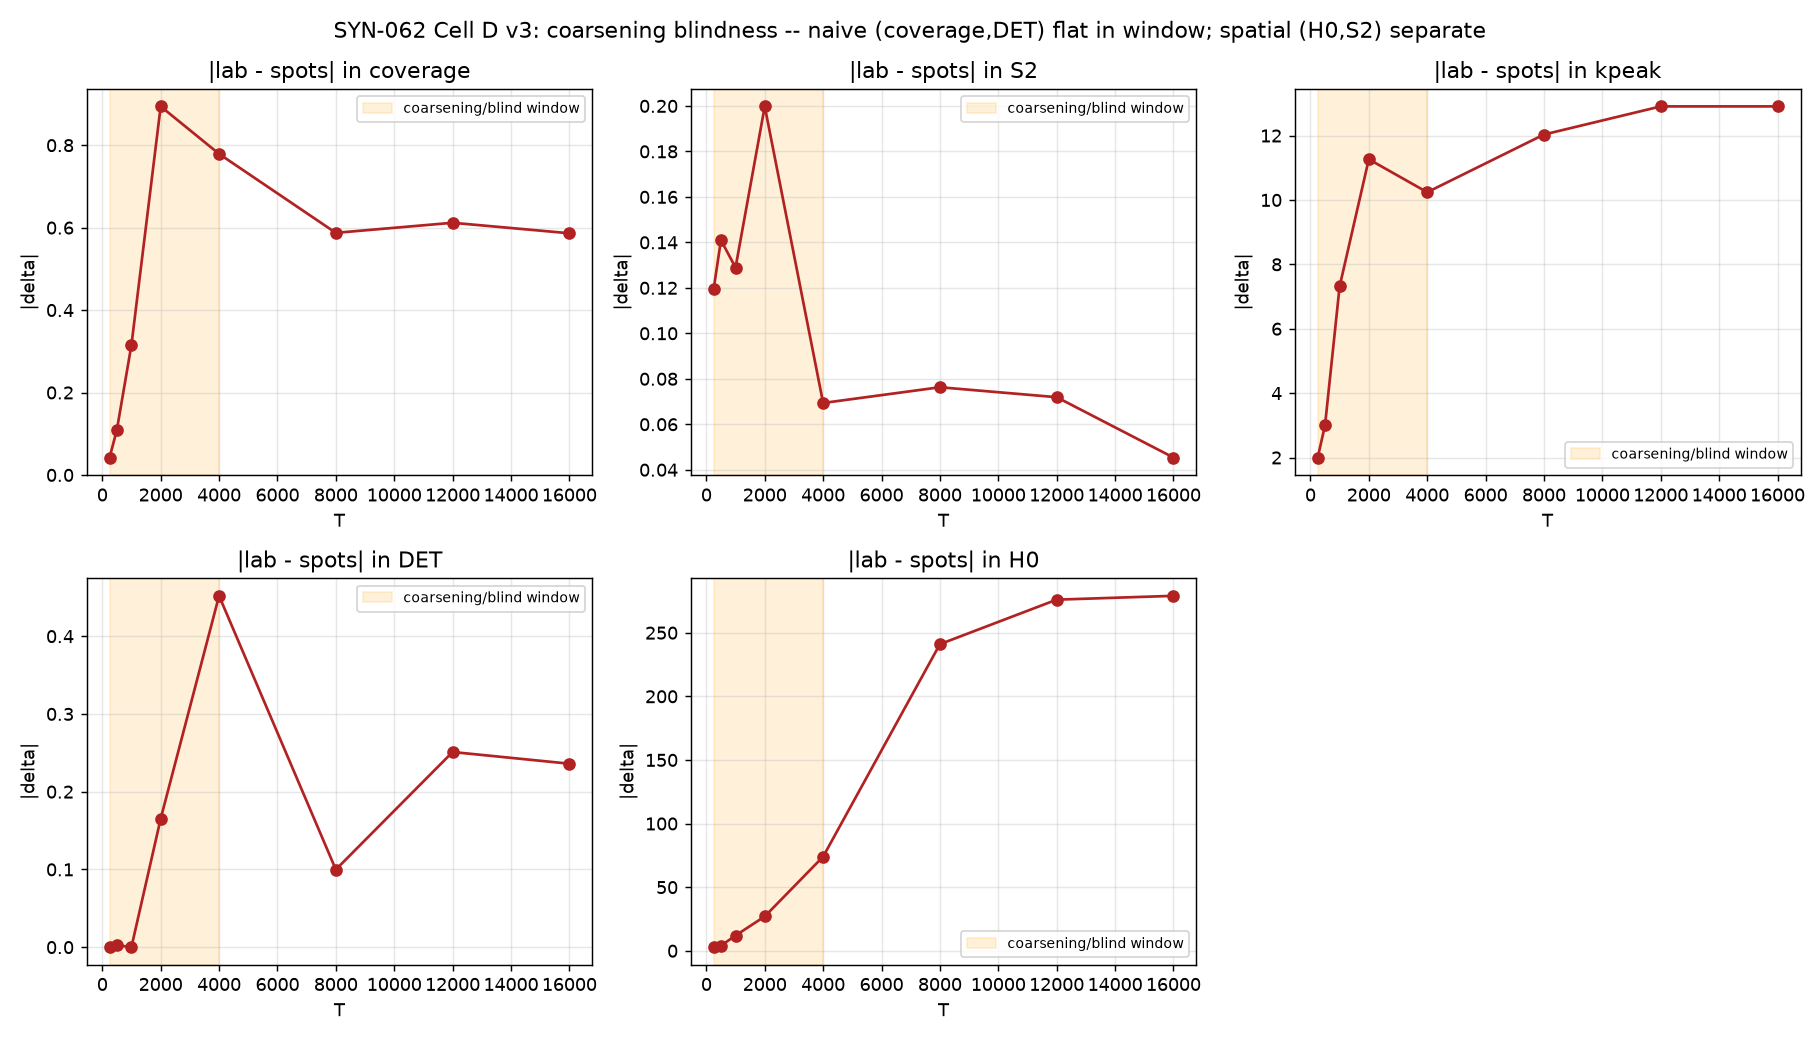 SYN-062 Cell D v3: coarsening blindness -- naive (coverage,DET) flat in window; spatial (H0,S2) separate
|lab - spots| in coverage
coarsening/blind window
|delta|
0.8
0.6
0.4
0.2
0.0
0 2000 4000 6000 8000 10000 12000 14000 16000
T
|lab - spots| in S2
coarsening/blind window
|delta|
0.20
0.18
0.16
0.14
0.12
0.10
0.08
0.06
0.04
0 2000 4000 6000 8000 10000 12000 14000 16000
T
|lab - spots| in kpeak
|delta|
12
10
8
6
4
2
coarsening/blind window
0 2000 4000 6000 8000 10000 12000 14000 16000
T
|lab - spots| in DET
coarsening/blind window
|delta|
0.4
0.3
0.2
0.1
0.0
0 2000 4000 6000 8000 10000 12000 14000 16000
T
|lab - spots| in H0
|delta|
250
200
150
100
50
0
coarsening/blind window
0 2000 4000 6000 8000 10000 12000 14000 16000
T